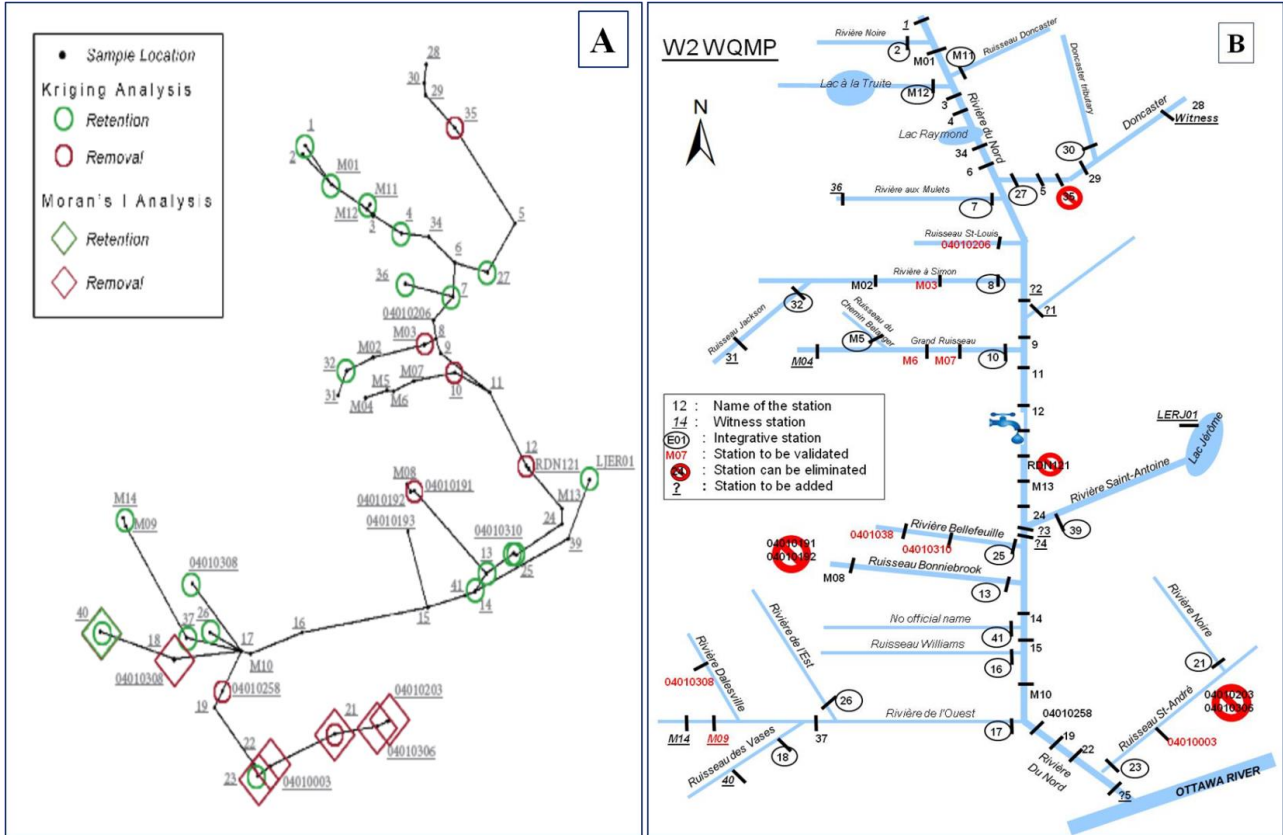 A
Sample Location
Kriging Analysis
Retention
Removal
Moran's I Analysis
Retention
Removal
28
30
29
35
1
2
M01
M11
M12
3
4
34
5
6
27
36
7
04010206
M03
8
M02
9
32
M07
10
11
31
M5
M04
M6
12
RDN121
LJER01
M08
04010191
M13
M14
04010192
M09
04010193
24
04010310
39
04010308
13
25
41
14
40
37
26
15
16
18
17
M10
04010308
04010258
19
04010203
21
22
04010306
23
04010003
B
W2 WQMP
1
Rivière Noire
2
M01
M11
Ruisseau Doncaster
Lac à la Truite
M12
3
4
Rivière du Nord
Doncaster tributary
Doncaster
28
Witness
N
Lac Raymond
34
6
30
29
36
Rivière aux Mulets
7
27
5
35
Ruisseau St-Louis
04010206
Rivière à Simon
M02
M03
8
?2
?1
32
Ruisseau Jackson
31
Ruisseau du
Chemin Belanger
M5
Grand Ruisseau
M04
M6
M07
10
9
11
12 : Name of the station
14 : Witness station
E01 : Integrative station
M07 : Station to be validated
: Station can be eliminated
? : Station to be added
12
LERJ01
Lac Jérôme
RDN121
M13
Rivière Saint-Antoine
24
?3
?4
39
Rivière Bellefeuille
0401038
04010310
25
04010191
04010192
Ruisseau Bonniebrook
M08
13
No official name
41
14
Ruisseau Williams
16
15
Rivière Noire
21
Rivière de l'Est
Rivière Dalesville
04010308
26
M10
04010203
04010306
Rivière de l'Ouest
04010258
M14
M09
37
17
19
Ruisseau St-André
04010003
Ruisseau des Vases
18
22
23
40
Rivière
Du Nord
?5
OTTAWA RIVER